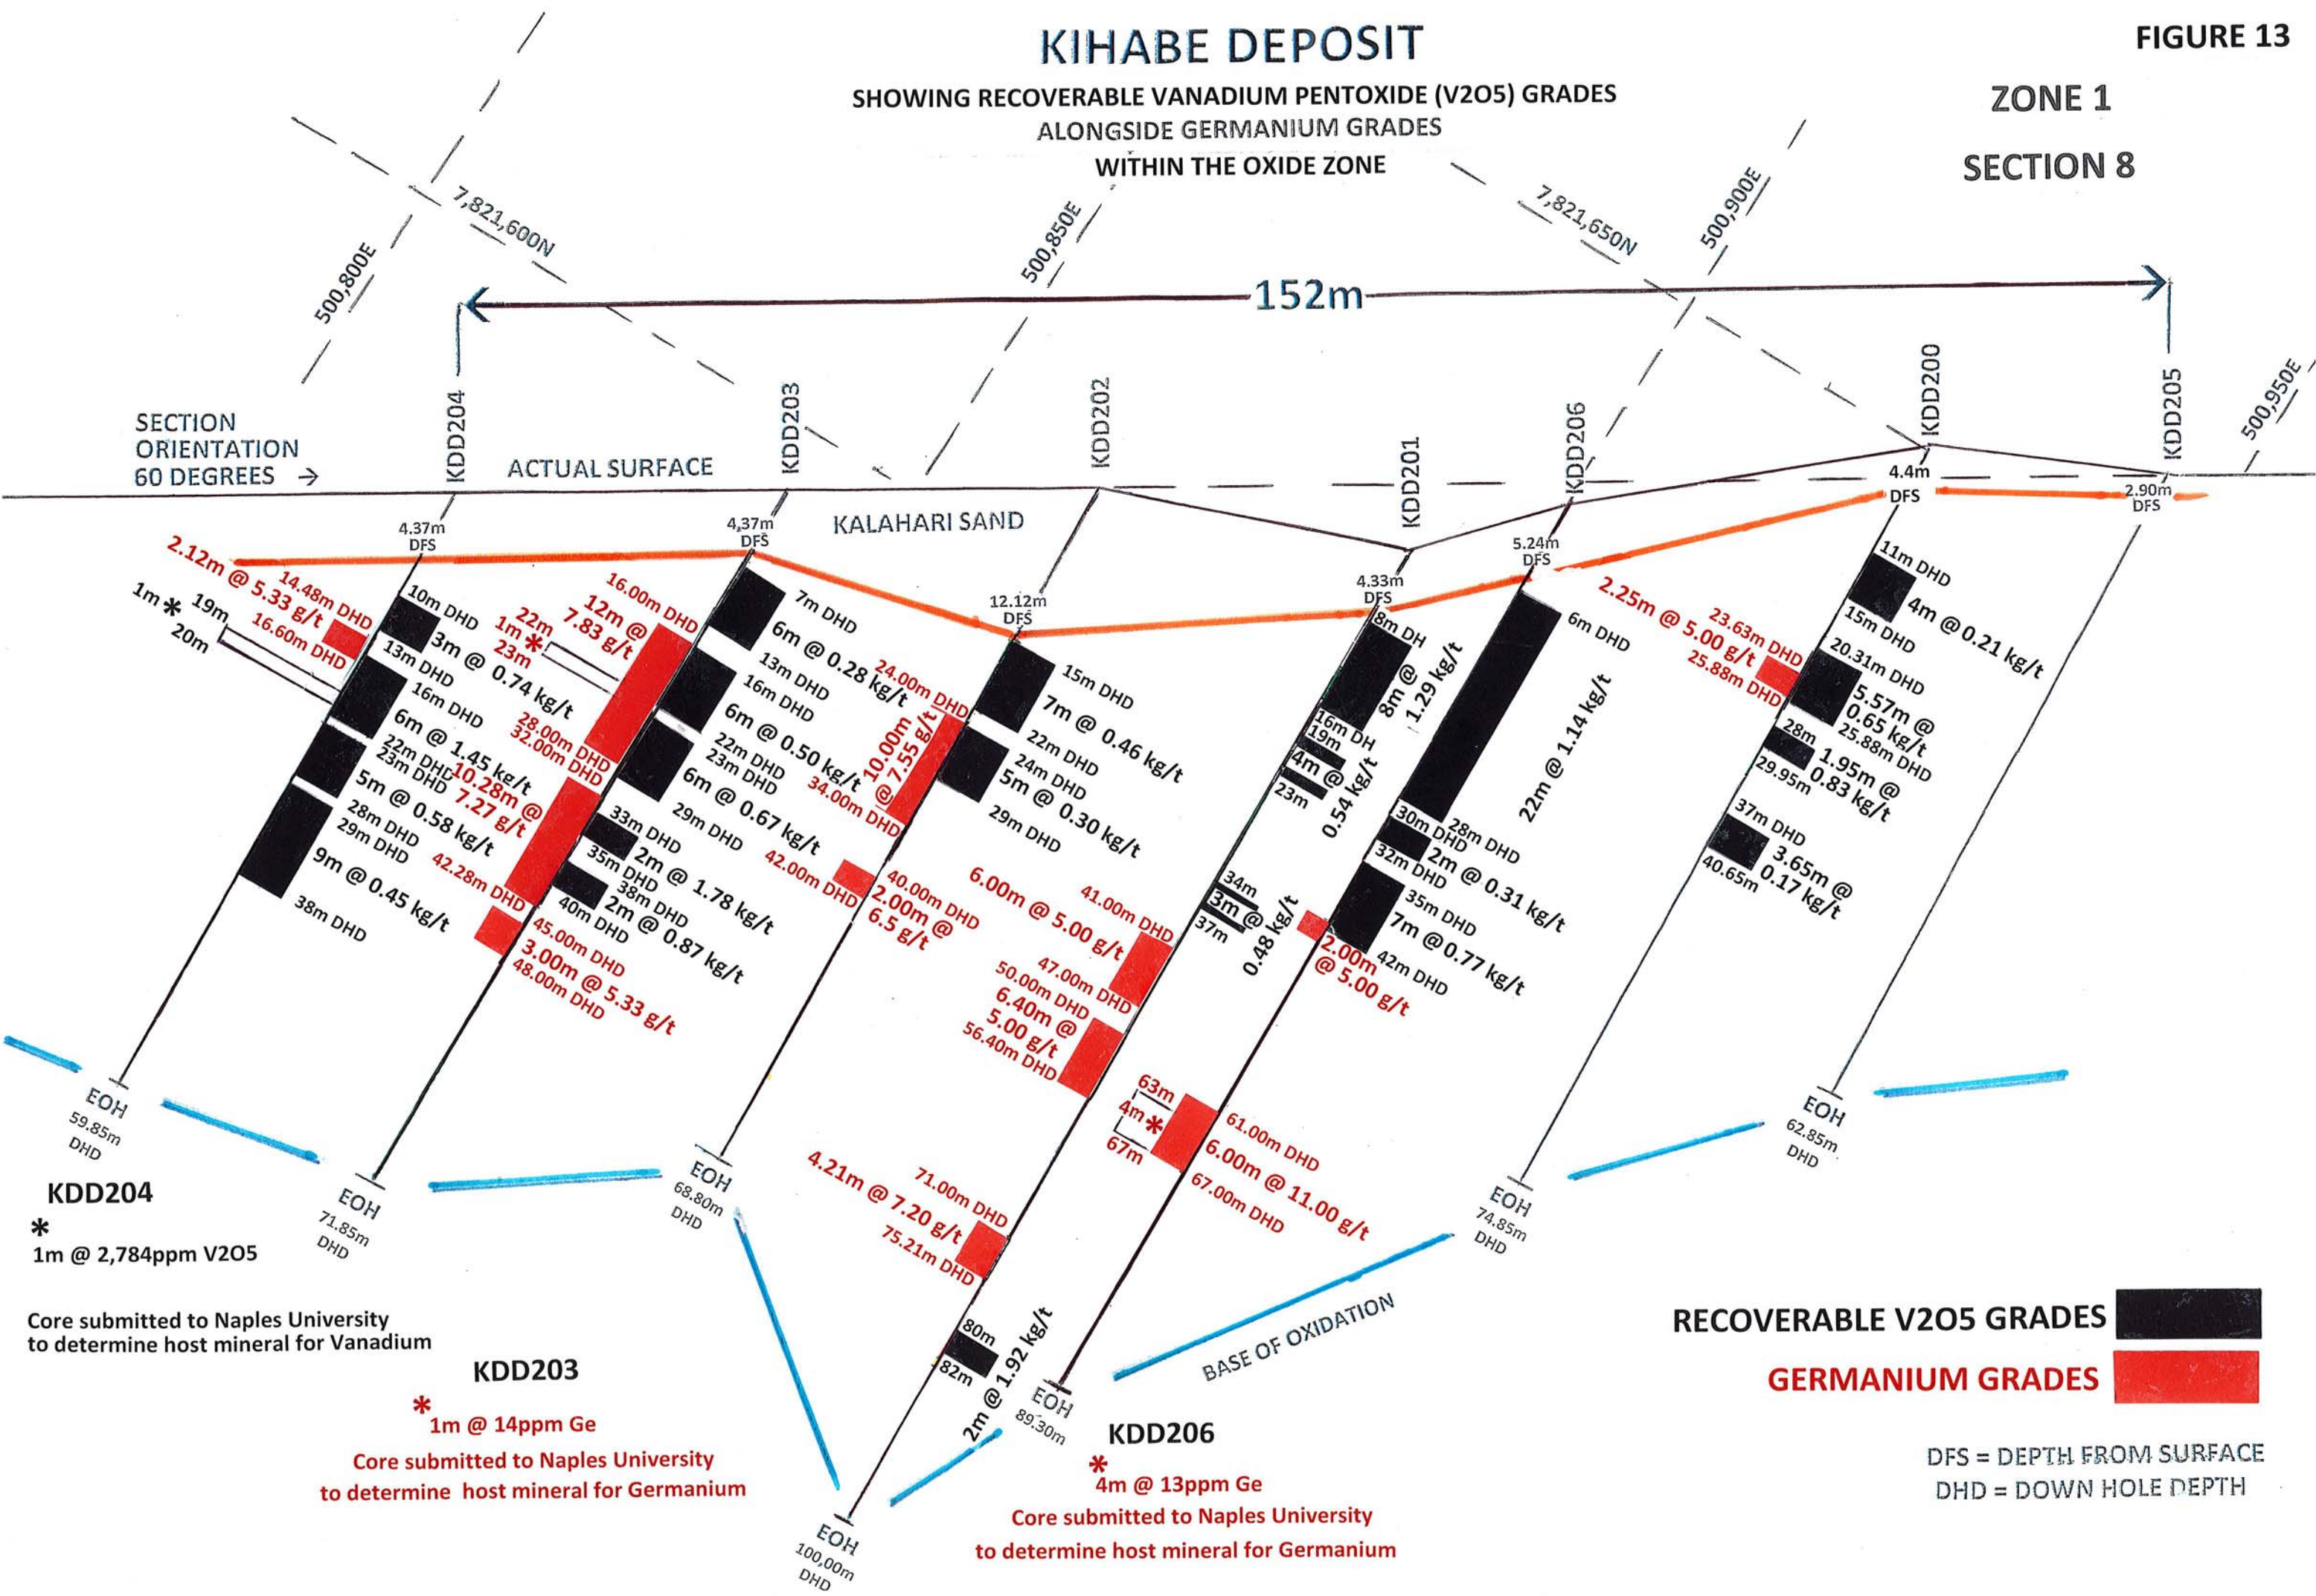 KIHABE DEPOSIT
SHOWING RECOVERABLE VANADIUM PENTOXIDE (V2O5) GRADES
ALONGSIDE GERMANIUM GRADES
WITHIN THE OXIDE ZONE
FIGURE 13
ZONE 1
SECTION 8
500,800E
7,821,600N
500,850E
7,821,650N
500,900E
500,950E
152m
SECTION
ORIENTATION
60 DEGREES →
ACTUAL SURFACE
KALAHARI SAND
KDD204
KDD203
KDD202
KDD201
KDD206
KDD200
KDD205
4.37m
DFS
2.12m @ 5.33 g/t
14.48m DHD
16.60m DHD
1m *
19m
20m
10m DHD
3m @ 0.74 kg/t
13m DHD
16m DHD
6m @ 1.45 kg/t
22m DHD
23m DHD
5m @ 0.58 kg/t
28m DHD
29m DHD
9m @ 0.45 kg/t
38m DHD
EOH
59.85m
DHD
4,37m
DFS
16.00m DHD
12m @
7.83 g/t
22m
1m *
23m
28.00m DHD
32.00m DHD
10.28m @
7.27 g/t
42.28m DHD
45.00m DHD
3.00m @ 5.33 g/t
48.00m DHD
7m DHD
6m @ 0.28 kg/t
13m DHD
16m DHD
6m @ 0.50 kg/t
22m DHD
23m DHD
6m @ 0.67 kg/t
29m DHD
33m DHD
2m @ 1.78 kg/t
35m DHD
38m DHD
2m @ 0.87 kg/t
40m DHD
EOH
71.85m
DHD
12.12m
DFS
24.00m DHD
10.00m
@ 7.55 g/t
34.00m DHD
40.00m DHD
2.00m @
6.5 g/t
42.00m DHD
15m DHD
7m @ 0.46 kg/t
22m DHD
24m DHD
5m @ 0.30 kg/t
29m DHD
EOH
68.80m
DHD
4.33m
DFS
8m DH
8m @
1.29 kg/t
16m DH
19m
4m @
0.54 kg/t
23m
34m
3m @
0.48 kg/t
37m
41.00m DHD
6.00m @ 5.00 g/t
47.00m DHD
50.00m DHD
6.40m @
5.00 g/t
56.40m DHD
71.00m DHD
4.21m @ 7.20 g/t
75.21m DHD
80m
82m
2m @ 1.92 kg/t
EOH
100,00m
DHD
5.24m
DFS
6m DHD
22m @ 1.14 kg/t
28m DHD
30m DHD
2m @ 0.31 kg/t
32m DHD
35m DHD
7m @ 0.77 kg/t
42m DHD
2.00m
@ 5.00 g/t
63m
4m *
67m
61.00m DHD
6.00m @ 11.00 g/t
67.00m DHD
EOH
89.30m
4.4m
DFS
11m DHD
4m @ 0.21 kg/t
15m DHD
20.31m DHD
5.57m @
0.65 kg/t
25.88m DHD
2.25m @ 5.00 g/t
23.63m DHD
25.88m DHD
28m
1.95m @
0.83 kg/t
29.95m
37m DHD
3.65m @
0.17 kg/t
40.65m
EOH
74.85m
DHD
2.90m
DFS
EOH
62.85m
DHD
BASE OF OXIDATION
KDD204
*
1m @ 2,784ppm V2O5
Core submitted to Naples University
to determine host mineral for Vanadium
KDD203
*
1m @ 14ppm Ge
Core submitted to Naples University
to determine host mineral for Germanium
KDD206
*
4m @ 13ppm Ge
Core submitted to Naples University
to determine host mineral for Germanium
RECOVERABLE V2O5 GRADES
GERMANIUM GRADES
DFS = DEPTH FROM SURFACE
DHD = DOWN HOLE DEPTH